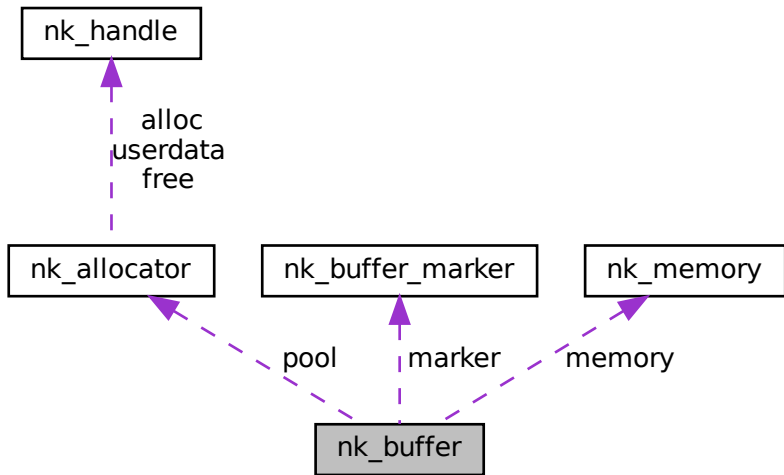 nk_handle
alloc
userdata
free
nk_allocator
nk_buffer_marker
nk_memory
pool
marker
memory
nk_buffer